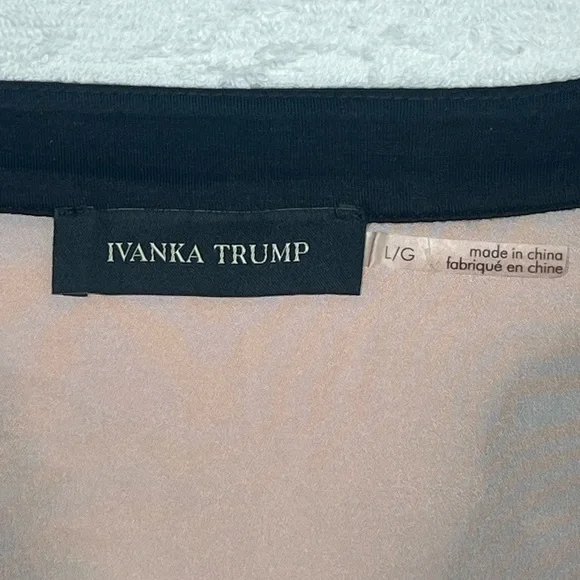 IVANKA TRUMP
L/G
made in china
fabriqué en chine